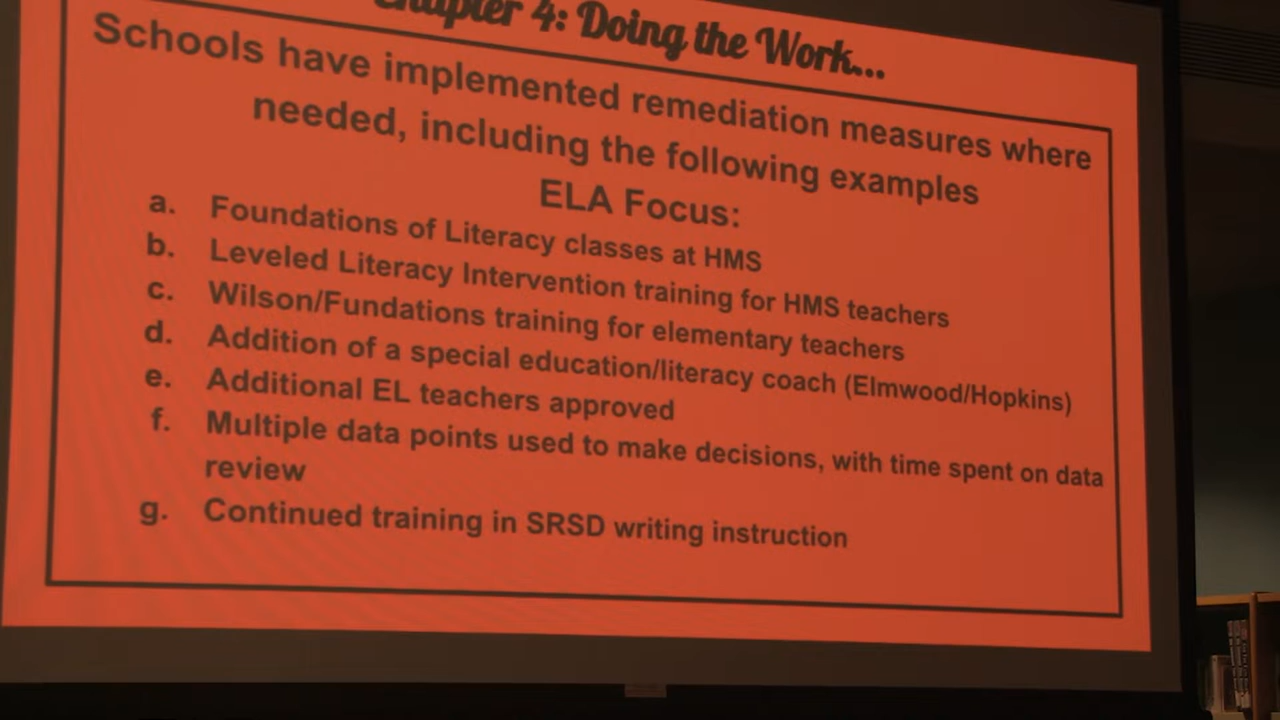 Chapter 4: Doing the Work...
Schools have implemented remediation measures where
needed, including the following examples
ELA Focus:
a. Foundations of Literacy classes at HMS
b. Leveled Literacy Intervention training for HMS teachers
c. Wilson/Fundations training for elementary teachers
d. Addition of a special education/literacy coach (Elmwood/Hopkins)
e. Additional EL teachers approved
f. Multiple data points used to make decisions, with time spent on data
review
g. Continued training in SRSD writing instruction